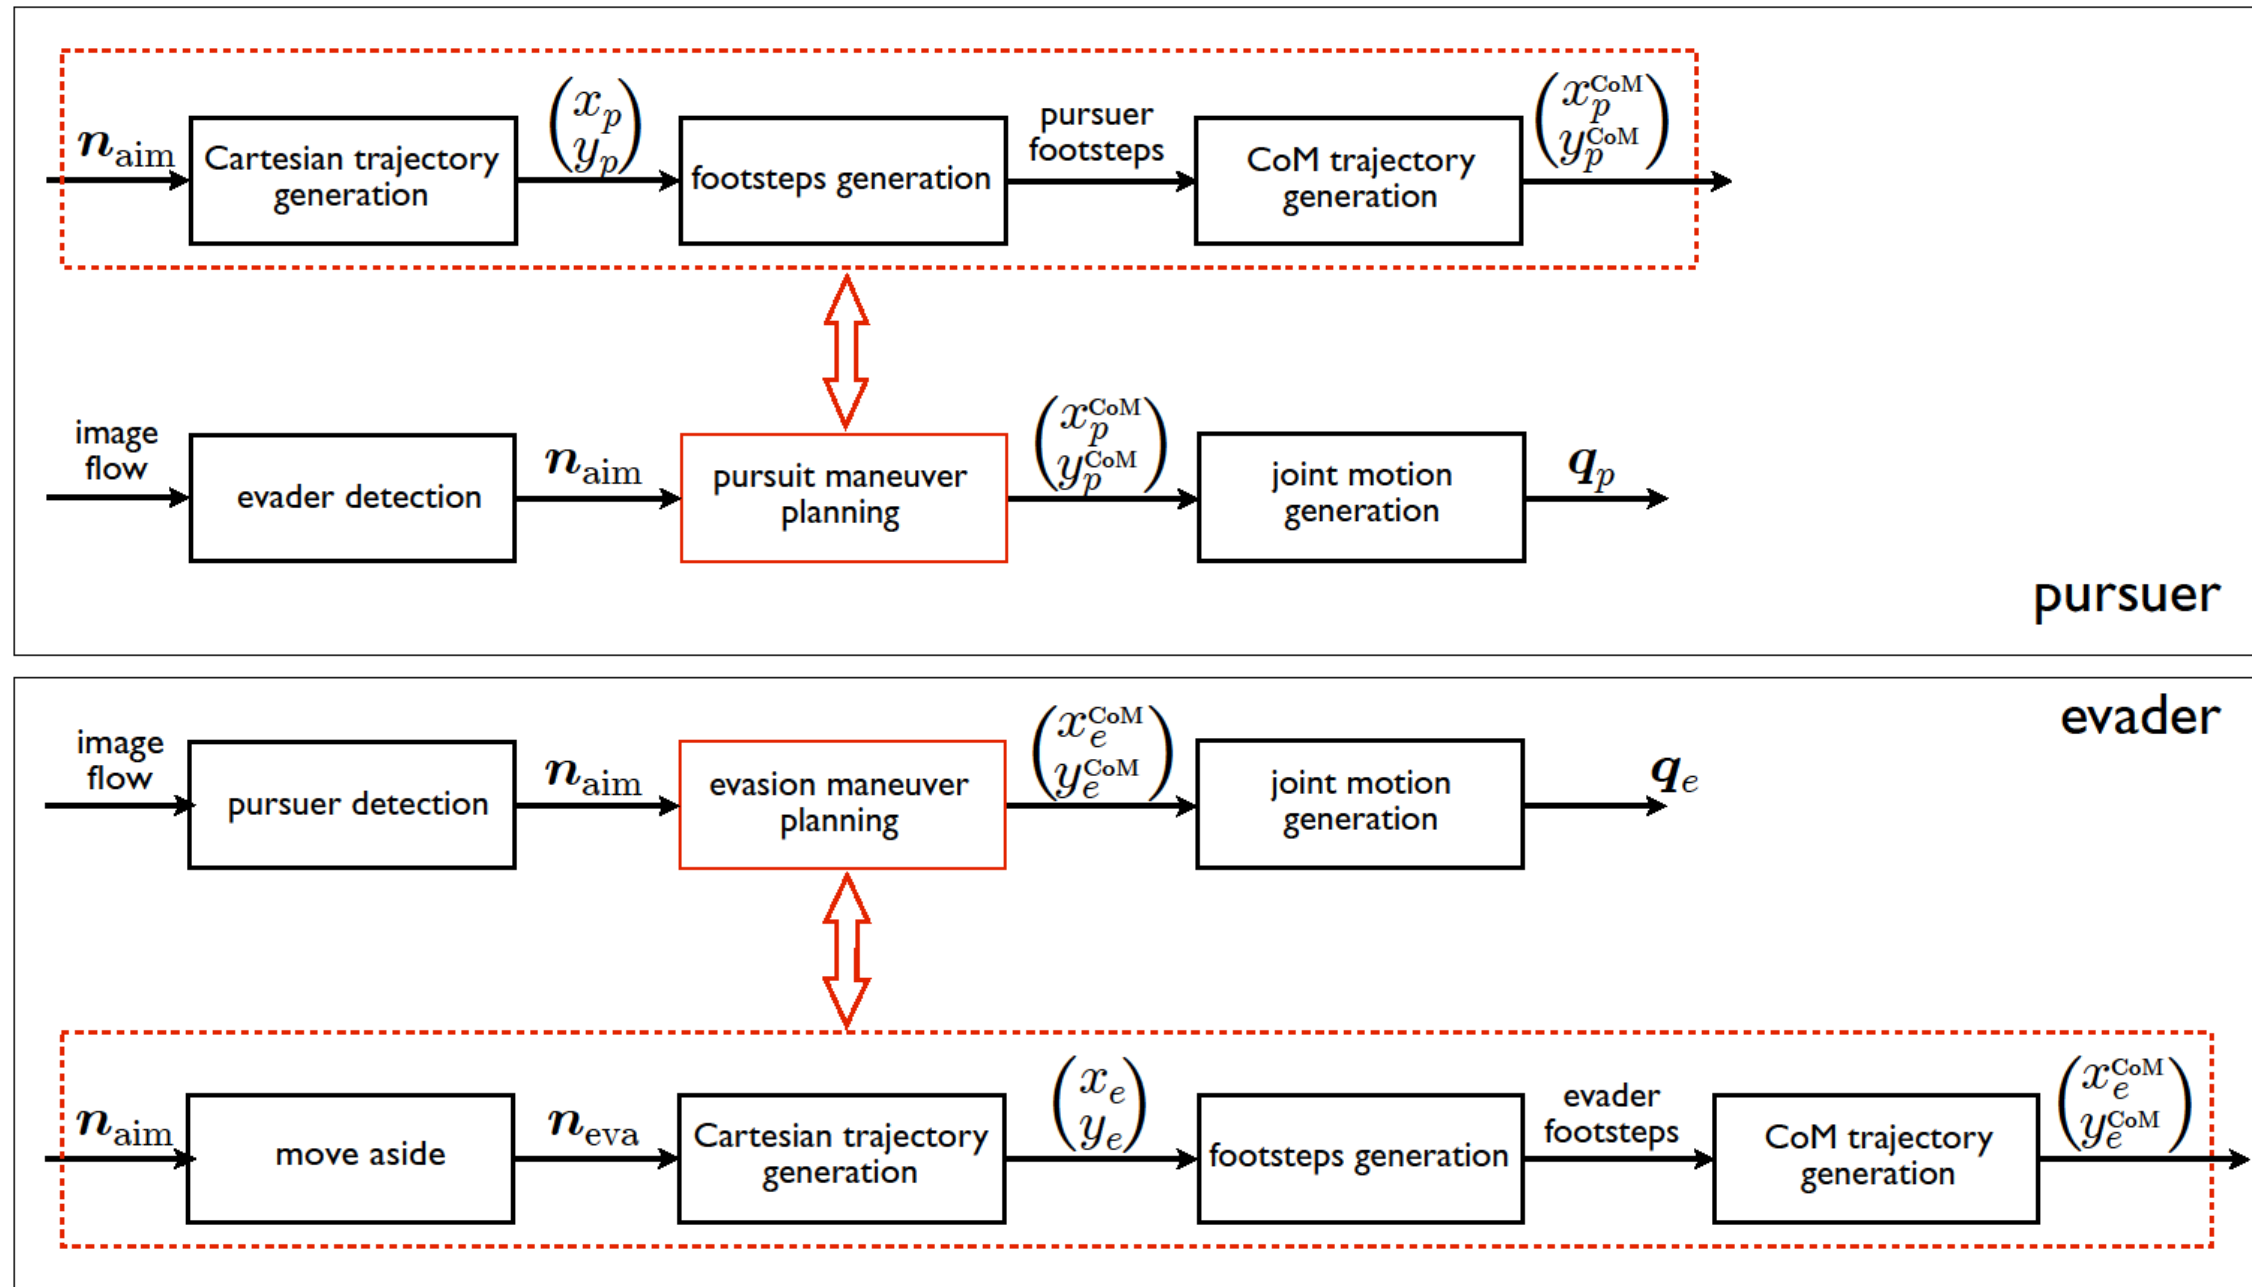 n_aim
Cartesian trajectory
generation
(x_p
y_p)
footsteps generation
pursuer
footsteps
CoM trajectory
generation
(x_p^CoM
y_p^CoM)
image
flow
evader detection
n_aim
pursuit maneuver
planning
(x_p^CoM
y_p^CoM)
joint motion
generation
q_p
pursuer
evader
image
flow
pursuer detection
n_aim
evasion maneuver
planning
(x_e^CoM
y_e^CoM)
joint motion
generation
q_e
n_aim
move aside
n_eva
Cartesian trajectory
generation
(x_e
y_e)
footsteps generation
evader
footsteps
CoM trajectory
generation
(x_e^CoM
y_e^CoM)